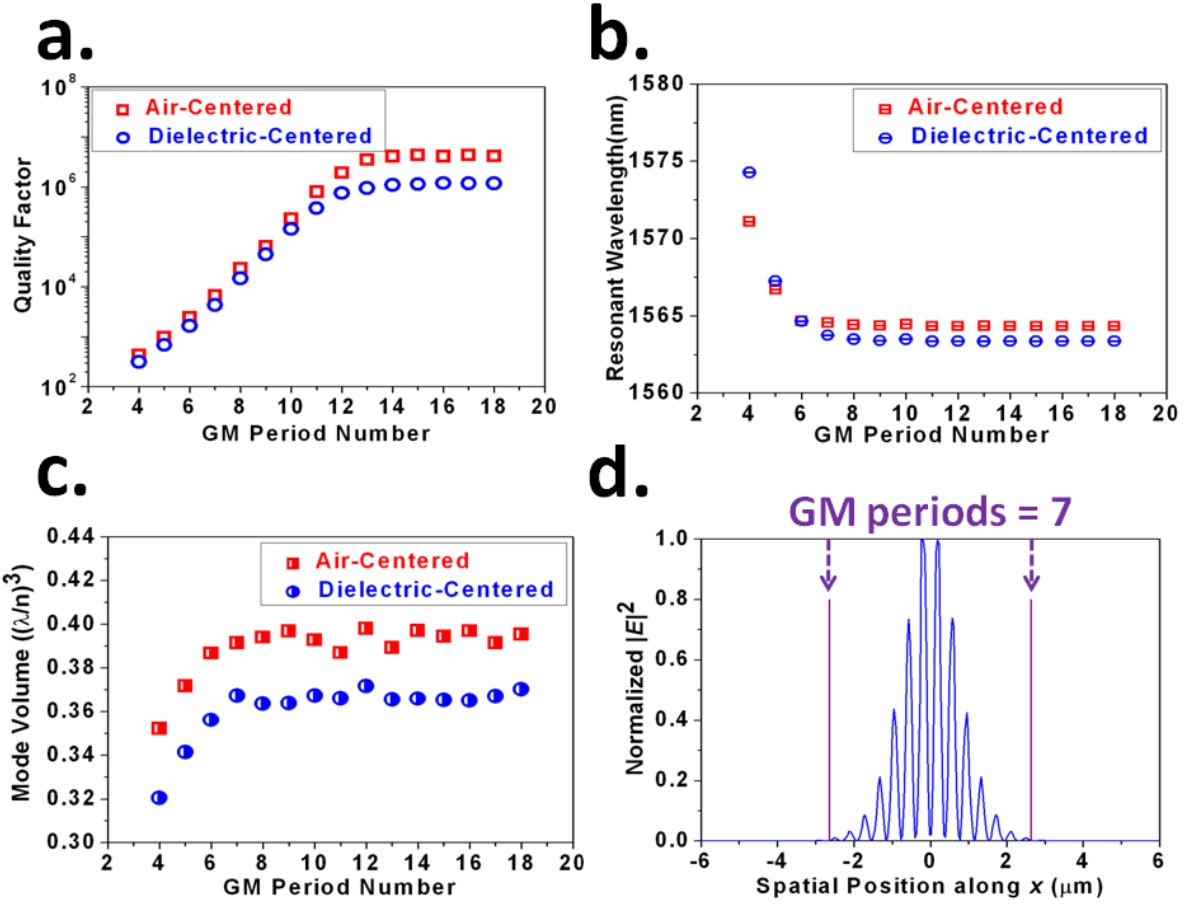 a.
Quality Factor
10^8
10^6
10^4
10^2
Air-Centered
Dielectric-Centered
2 4 6 8 10 12 14 16 18 20
GM Period Number
b.
Resonant Wavelength(nm)
1580
1575
1570
1565
1560
Air-Centered
Dielectric-Centered
2 4 6 8 10 12 14 16 18 20
GM Period Number
c.
Mode Volume ((λ/n)^3)
0.44
0.42
0.40
0.38
0.36
0.34
0.32
0.30
Air-Centered
Dielectric-Centered
2 4 6 8 10 12 14 16 18 20
GM Period Number
d.
GM periods = 7
Normalized |E|^2
1.0
0.8
0.6
0.4
0.2
0.0
-6 -4 -2 0 2 4 6
Spatial Position along x (μm)